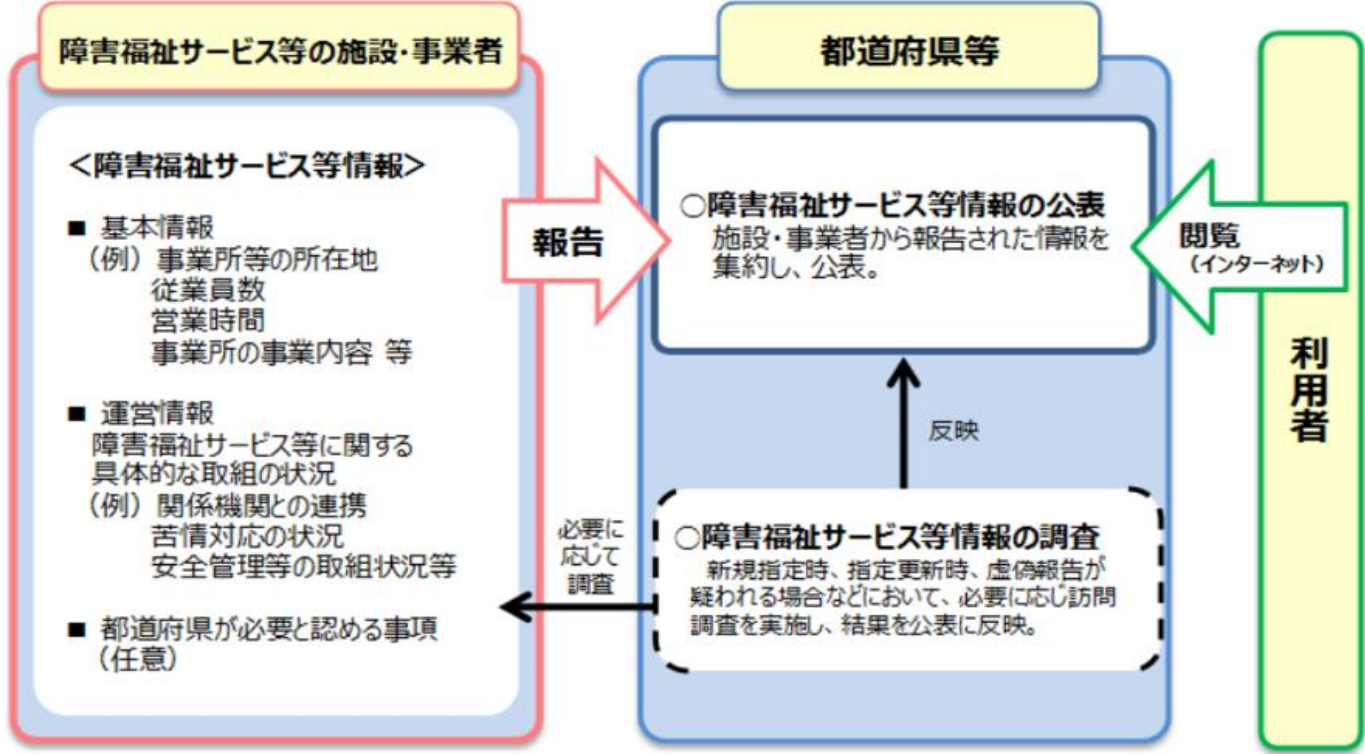 障害福祉サービス等の施設・事業者
＜障害福祉サービス等情報＞
■ 基本情報
（例）事業所等の所在地
従業員数
営業時間
事業所の事業内容 等
■ 運営情報
障害福祉サービス等に関する
具体的な取組の状況
（例）関係機関との連携
苦情対応の状況
安全管理等の取組状況等
■ 都道府県が必要と認める事項
（任意）
報告
必要に
応じて
調査
都道府県等
○障害福祉サービス等情報の公表
施設・事業者から報告された情報を
集約し、公表。
反映
○障害福祉サービス等情報の調査
新規指定時、指定更新時、虚偽報告が
疑われる場合などにおいて、必要に応じ訪問
調査を実施し、結果を公表に反映。
閲覧
（インターネット）
利用者